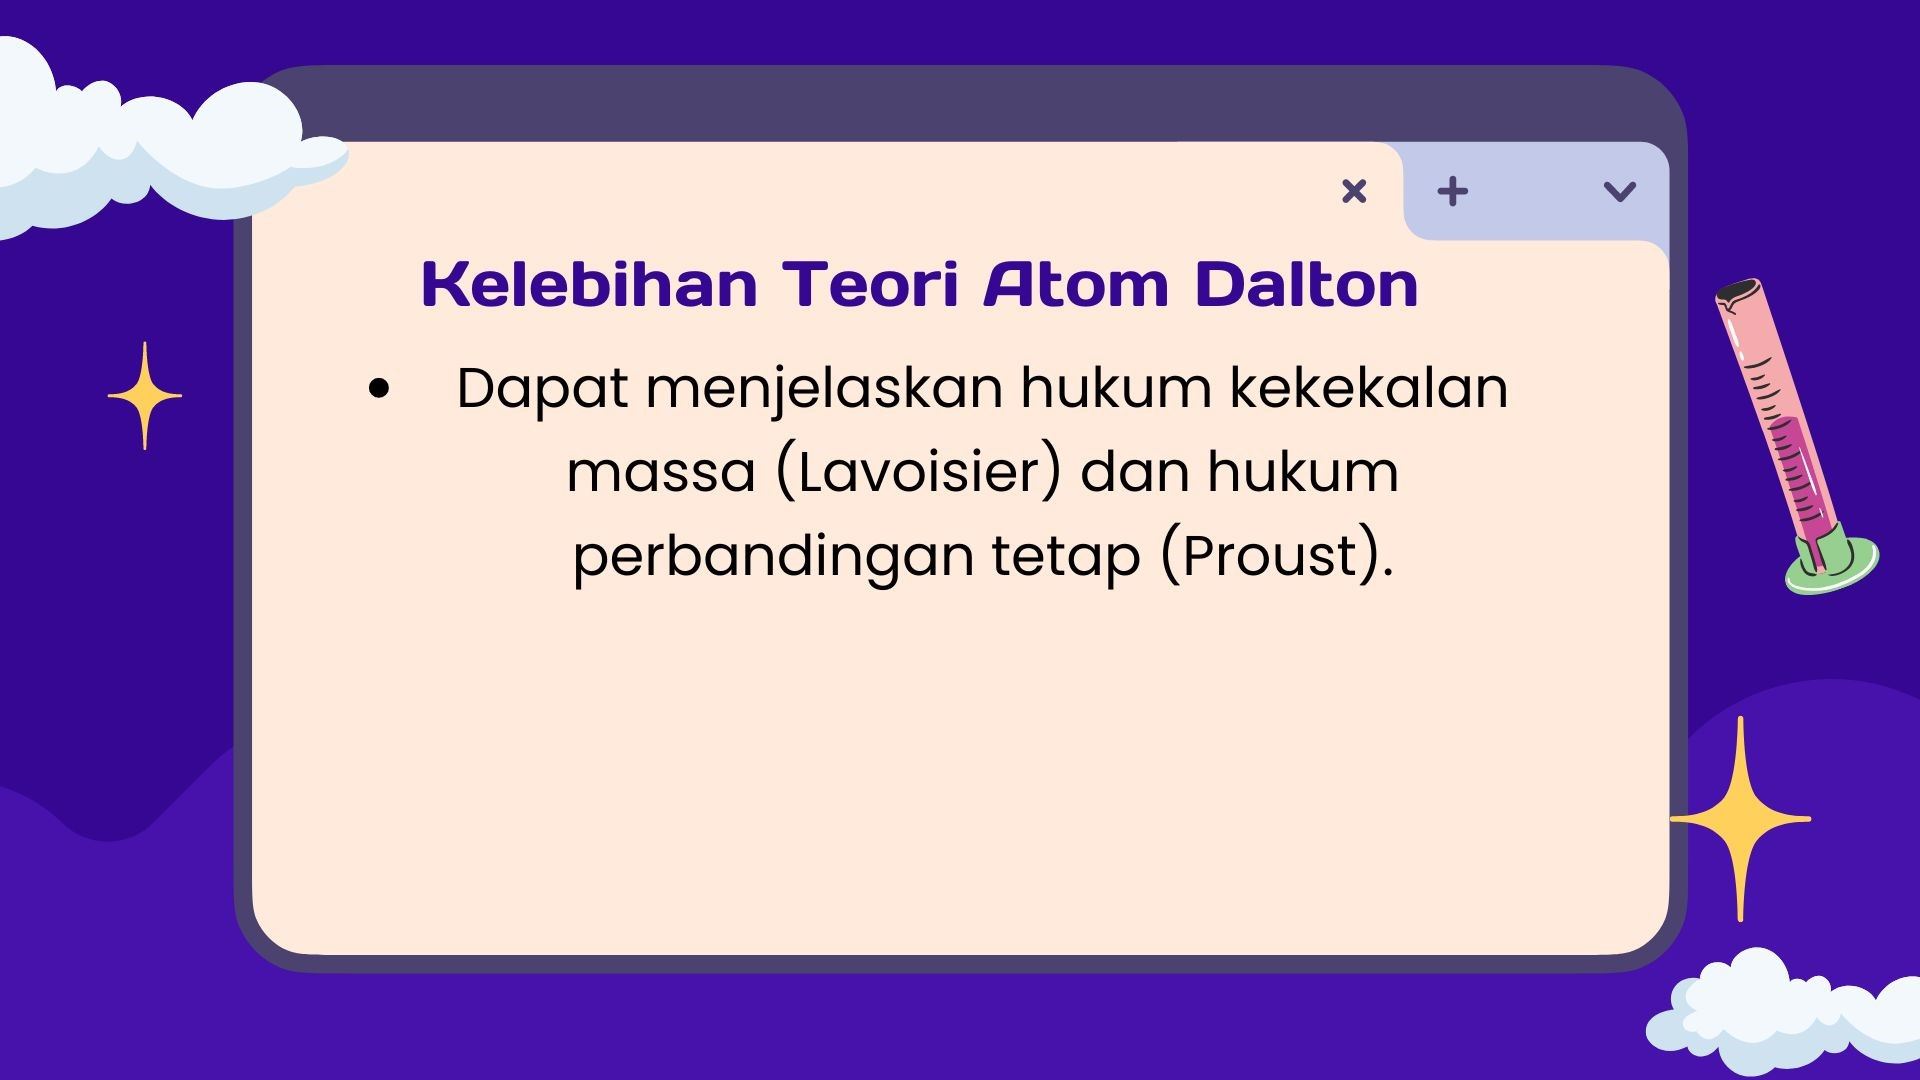 Kelebihan Teori Atom Dalton
• Dapat menjelaskan hukum kekekalan
massa (Lavoisier) dan hukum
perbandingan tetap (Proust).